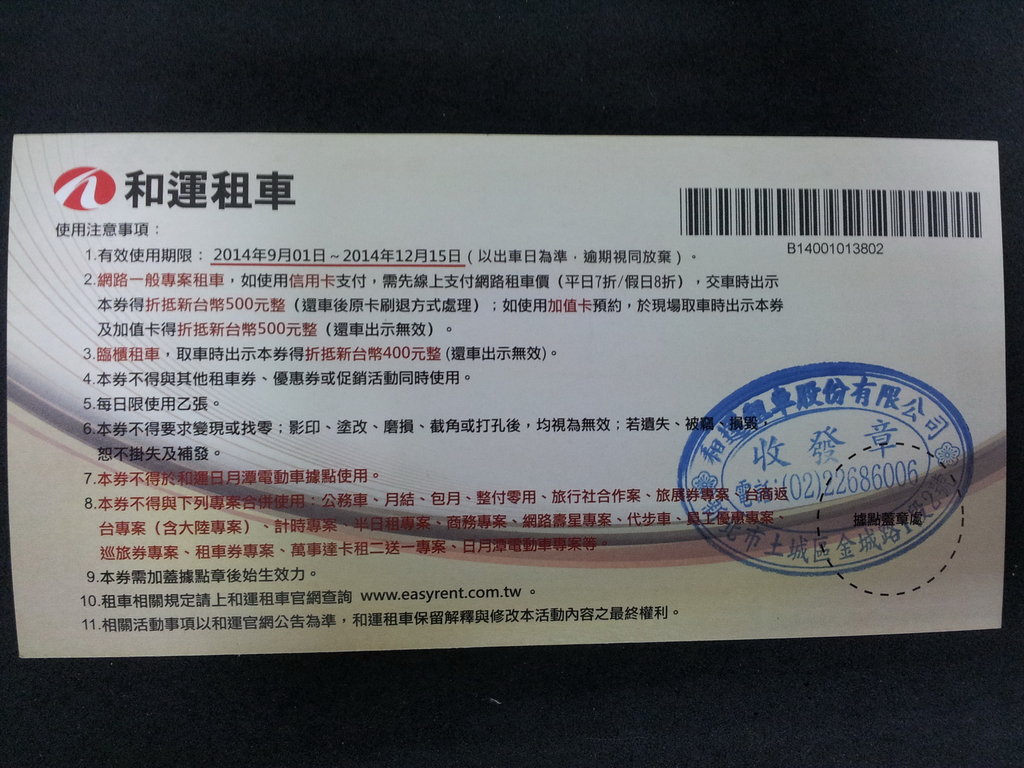 和運租車
使用注意事項：
B14001013802
1.有效使用期限： 2014年9月01日～2014年12月15日（以出車日為準，逾期視同放棄）。
2.網路一般專案租車，如使用信用卡支付，需先線上支付網路租車價（平日7折/假日8折），交車時出示
本券得折抵新台幣500元整（還車後原卡刷退方式處理）；如使用加值卡預約，於現場取車時出示本券
及加值卡得折抵新台幣500元整（還車出示無效）。
3.臨櫃租車，取車時出示本券得折抵新台幣400元整 (還車出示無效)。
4.本券不得與其他租車券、優惠券或促銷活動同時使用。
5.每日限使用乙張。
6.本券不得要求變現或找零；影印、塗改、磨損、截角或打孔後，均視為無效；若遺失、被竊、損毀，
恕不掛失及補發。
7.本券不得於和運日月潭電動車據點使用。
8.本券不得與下列專案合併使用：公務車、月結、包月、整付零用、旅行社合作案、旅展券專案、台商返
台專案（含大陸專案）、計時專案、半日租專案、商務專案、網路壽星專案、代步車、員工優惠專案、
巡旅券專案、租車券專案、萬事達卡租二送一專案、日月潭電動車專案等。
9.本券需加蓋據點章後始生效力。
10.租車相關規定請上和運租車官網查詢 www.easyrent.com.tw 。
11.相關活動事項以和運官網公告為準，和運租車保留解釋與修改本活動內容之最終權利。
和運租車股份有限公司
收發章
電話:(02)22686006
新北市土城區金城路
據點蓋章處